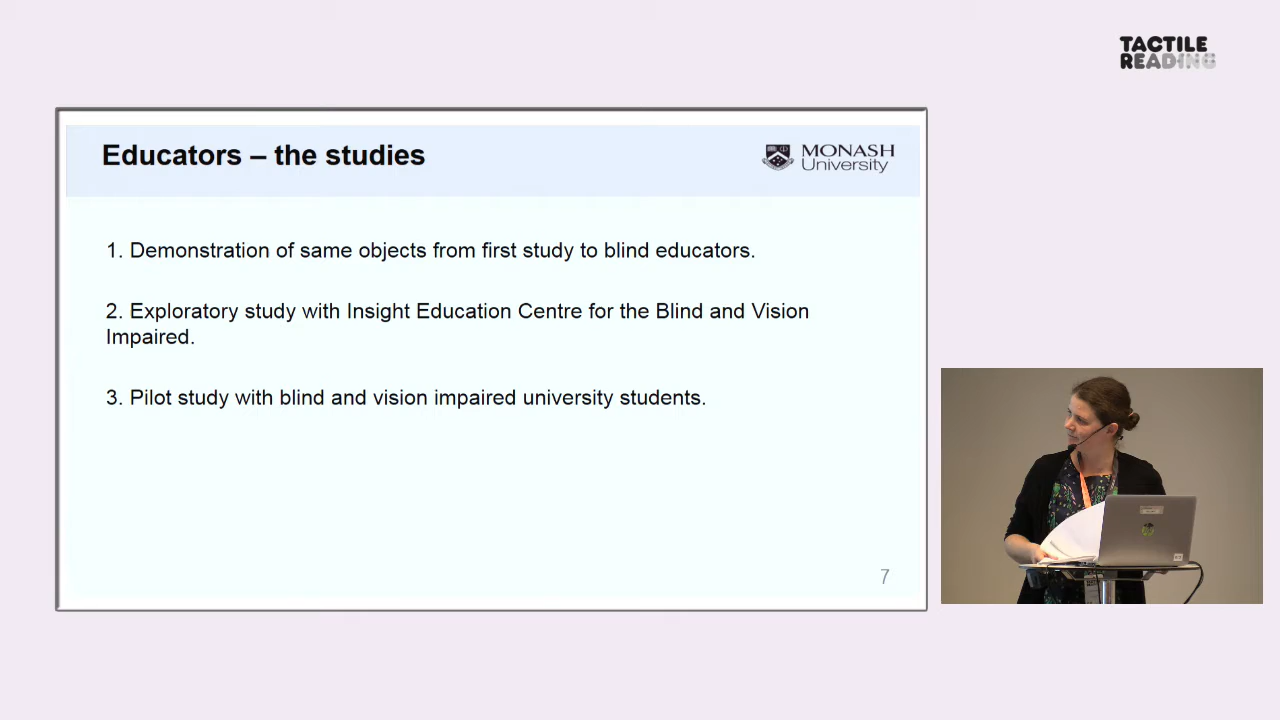 TACTILE
READING
Educators – the studies
MONASH
University
1. Demonstration of same objects from first study to blind educators.
2. Exploratory study with Insight Education Centre for the Blind and Vision
Impaired.
3. Pilot study with blind and vision impaired university students.
7